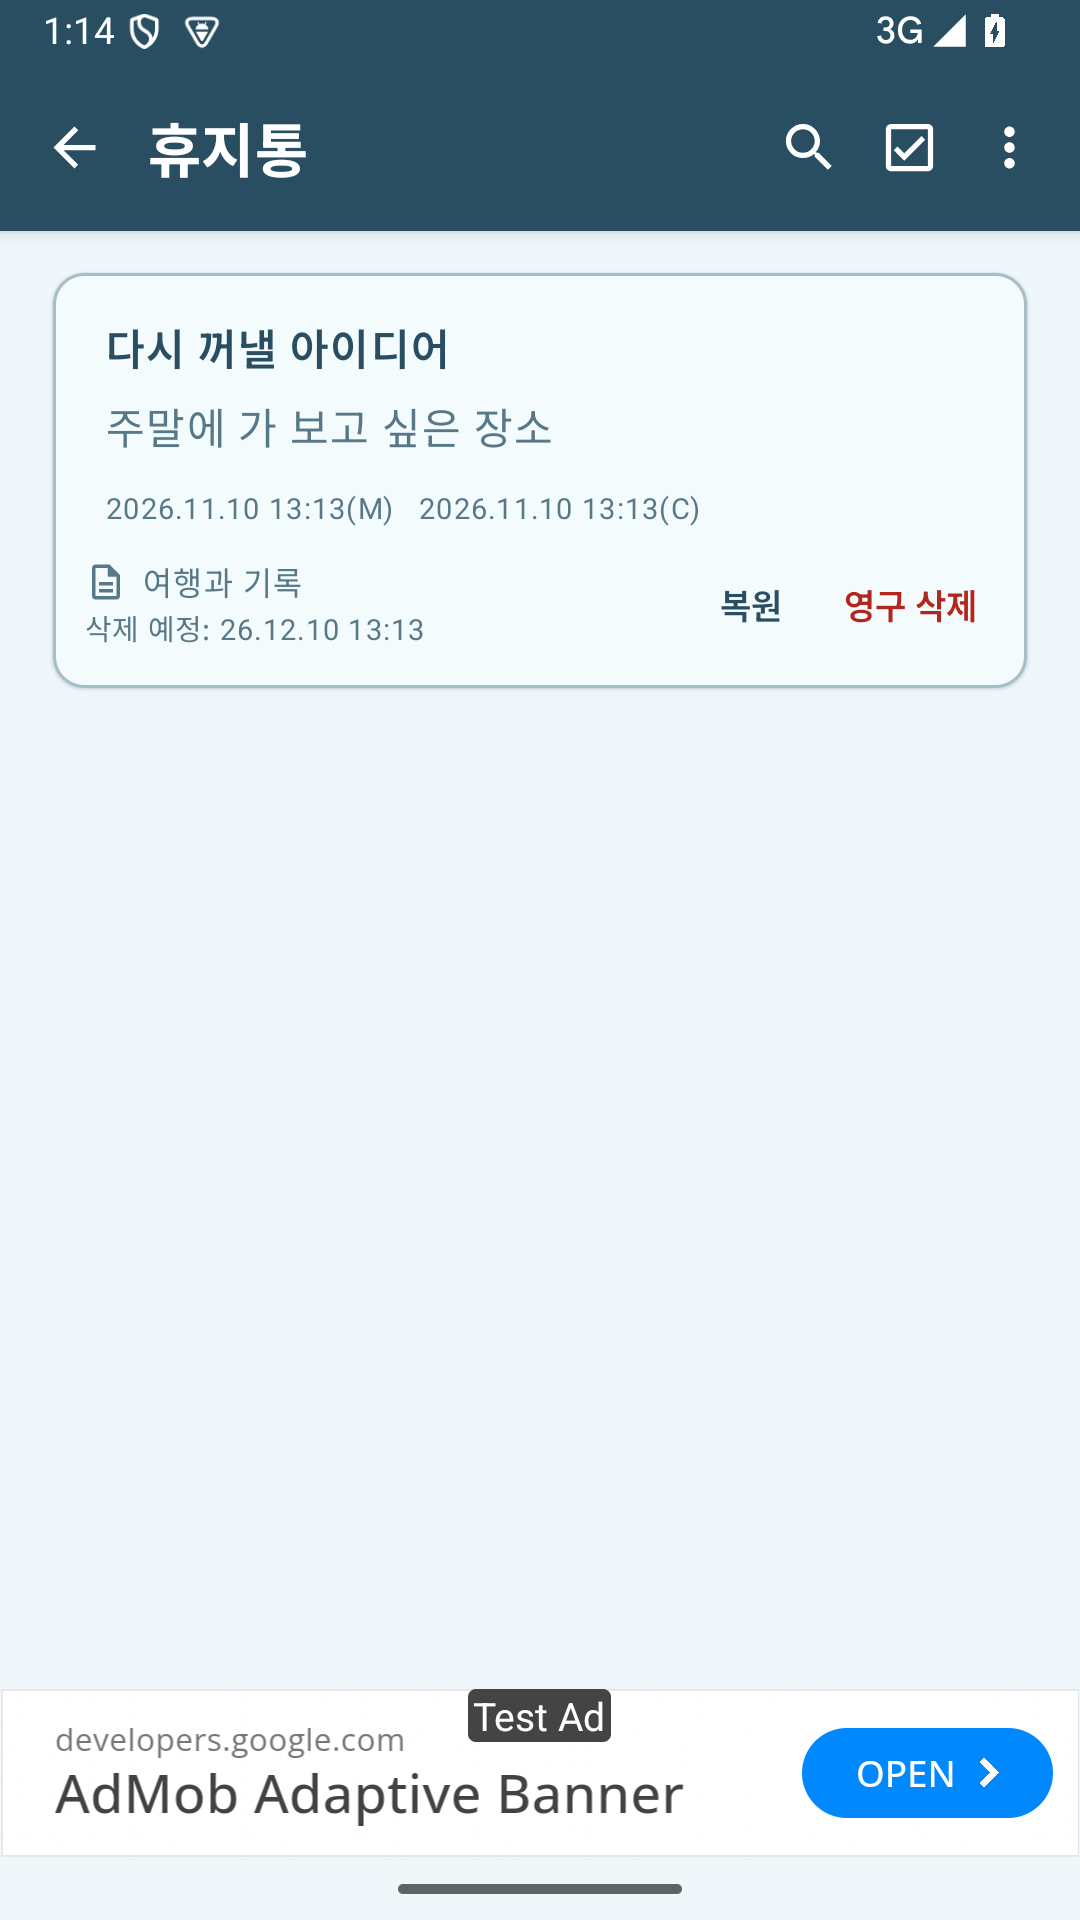 1:14
3G
휴지통
다시 꺼낼 아이디어
주말에 가 보고 싶은 장소
2026.11.10 13:13(M) 2026.11.10 13:13(C)
여행과 기록
삭제 예정: 26.12.10 13:13
복원 영구 삭제
Test Ad
developers.google.com
AdMob Adaptive Banner
OPEN